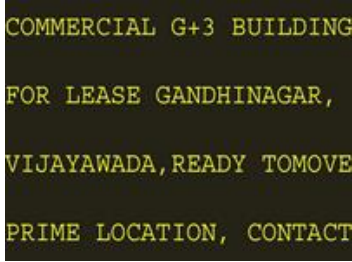 COMMERCIAL G+3 BUILDING
FOR LEASE GANDHINAGAR,
VIJAYAWADA,READY TOMOVE
PRIME LOCATION, CONTACT